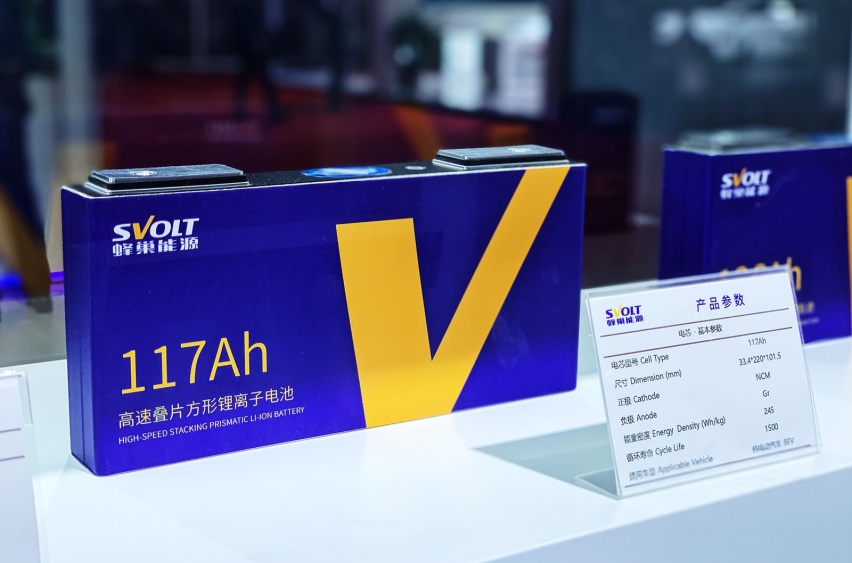 SVOLT
蜂巢能源
117Ah
高速叠片方形锂离子电池
HIGH-SPEED STACKING PRISMATIC LI-ION BATTERY
SVOLT
蜂巢能源
SVOLT
蜂巢能源
产品参数
电芯·基本参数
电芯型号 Cell Type 117Ah
尺寸 Dimension (mm) 33.4*220*101.5
正极 Cathode NCM
负极 Anode Gr
能量密度 Energy Density (Wh/kg) 245
循环寿命 Cycle Life 1500
适用车型 Applicable Vehicle 纯电动汽车 BEV